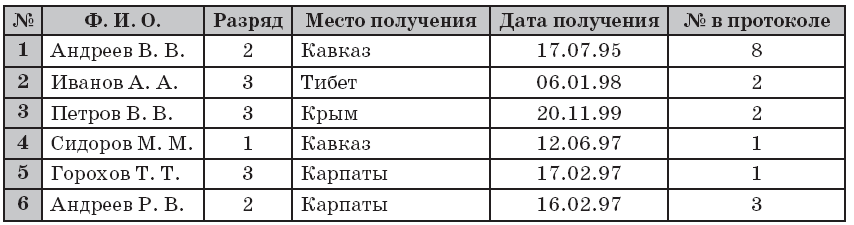 № Ф. И. О. Разряд Место получения Дата получения № в протоколе
1 Андреев В. В. 2 Кавказ 17.07.95 8
2 Иванов А. А. 3 Тибет 06.01.98 2
3 Петров В. В. 3 Крым 20.11.99 2
4 Сидоров М. М. 1 Кавказ 12.06.97 1
5 Горохов Т. Т. 3 Карпаты 17.02.97 1
6 Андреев Р. В. 2 Карпаты 16.02.97 3